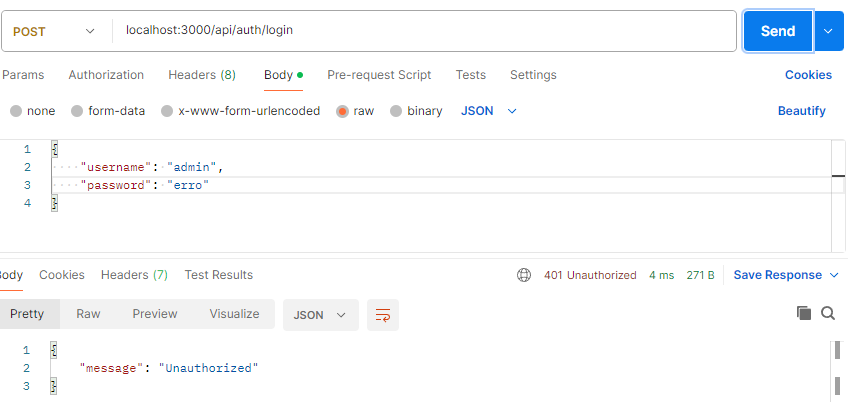 POST localhost:3000/api/auth/login Send
Params Authorization Headers (8) Body Pre-request Script Tests Settings Cookies
none form-data x-www-form-urlencoded raw binary JSON Beautify
1 {
2 "username": "admin",
3 "password": "erro"
4 }
Body Cookies Headers (7) Test Results 401 Unauthorized 4 ms 271 B Save Response
Pretty Raw Preview Visualize JSON
1 {
2 "message": "Unauthorized"
3 }